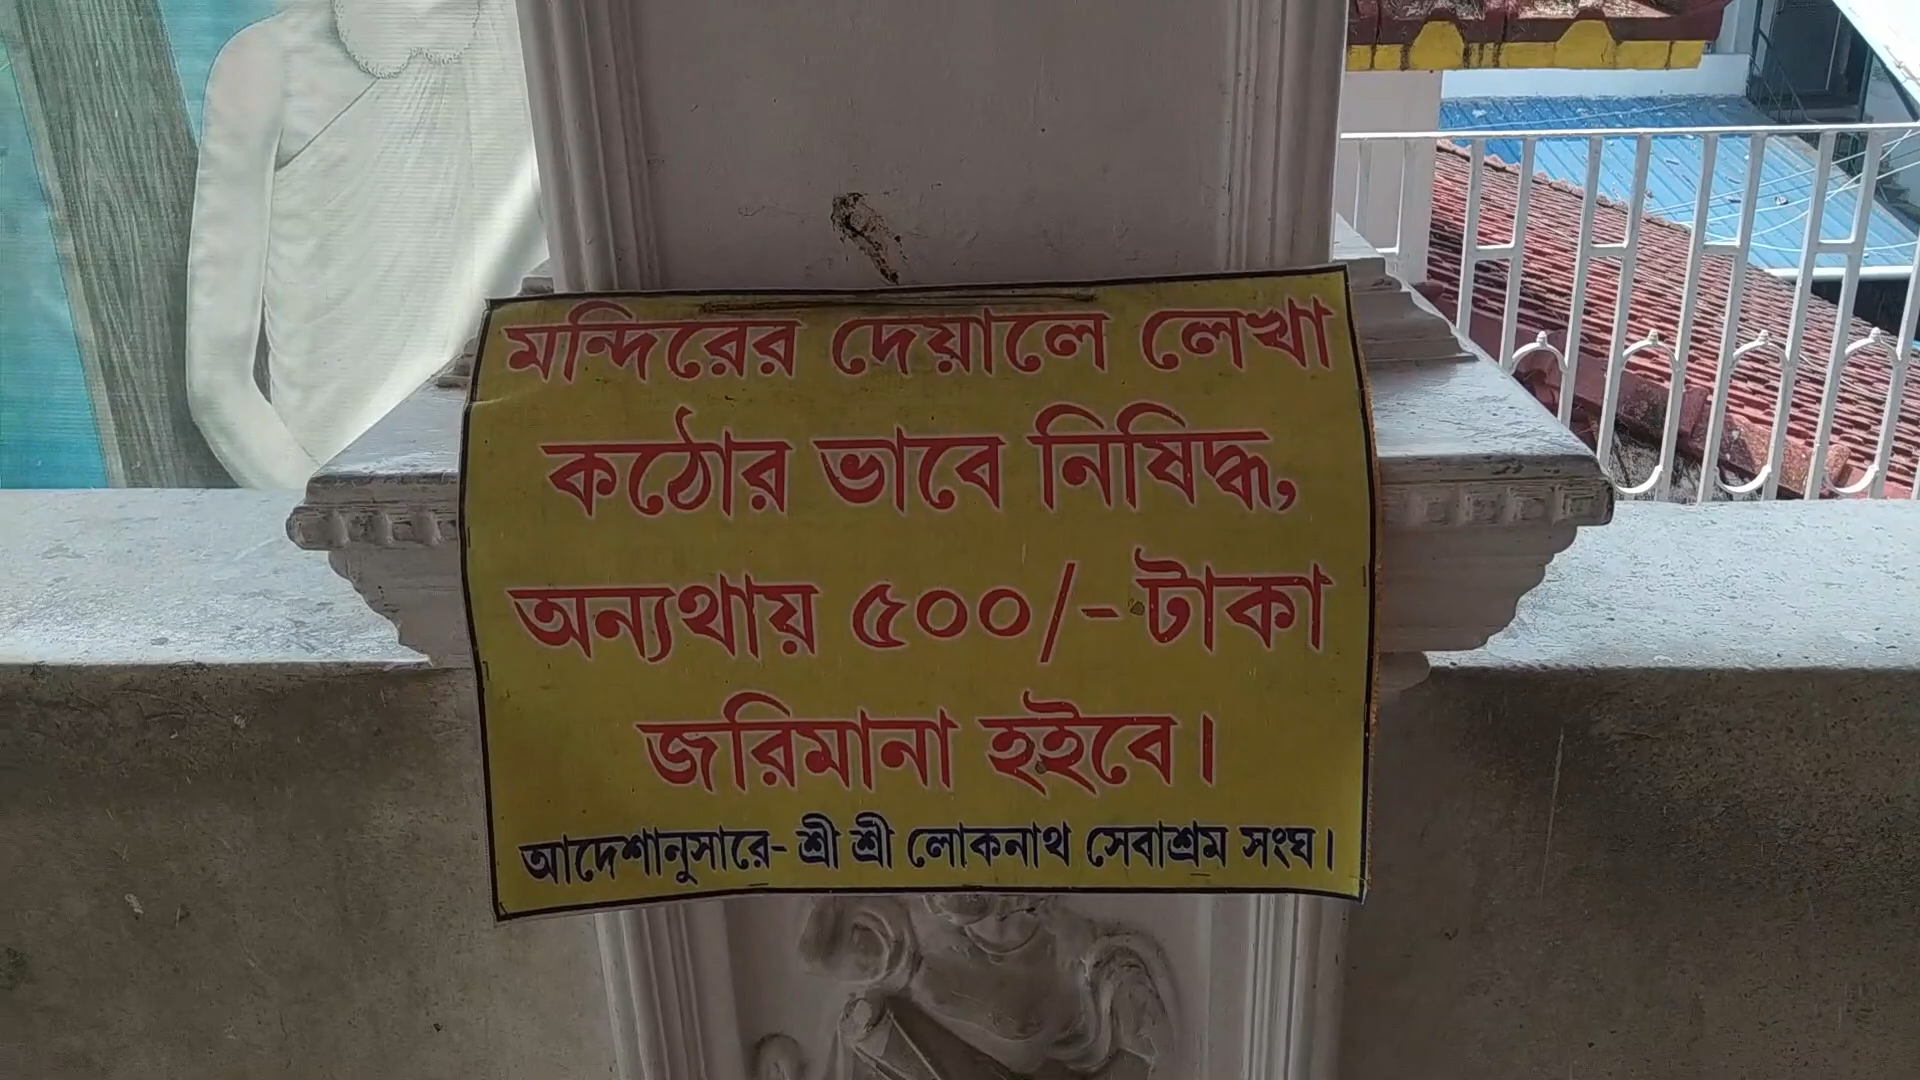 মন্দিরের দেয়ালে লেখা
কঠোর ভাবে নিষিদ্ধ,
অন্যথায় ৫০০/- টাকা
জরিমানা হইবে।
আদেশানুসারে- শ্রী শ্রী লোকনাথ সেবাশ্রম সংঘ।